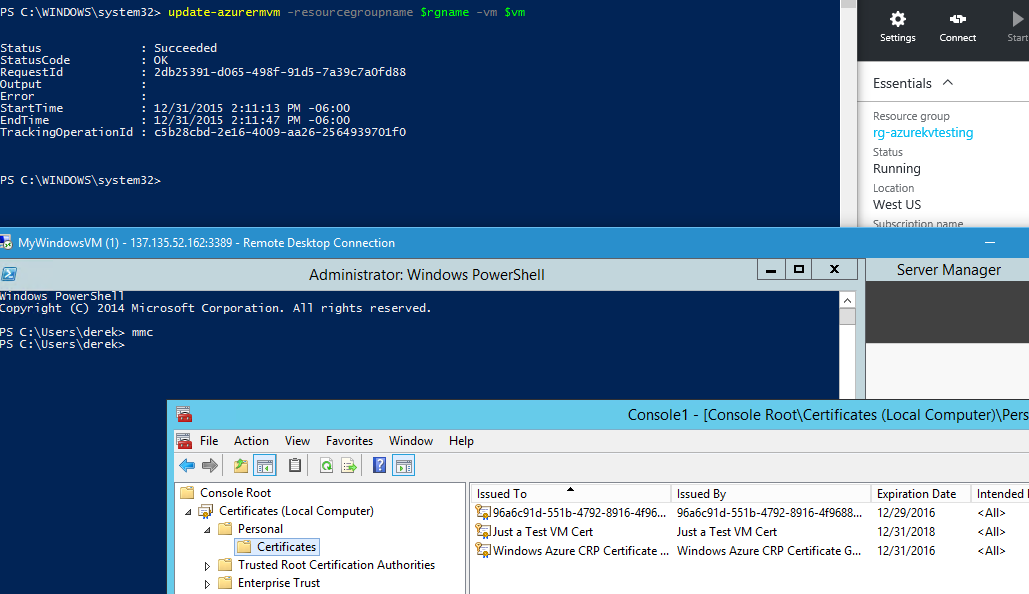 PS C:\WINDOWS\system32> update-azurermvm -resourcegroupname $rgname -vm $vm
Status : Succeeded
StatusCode : OK
RequestId : 2db25391-d065-498f-91d5-7a39c7a0fd88
Output :
Error :
StartTime : 12/31/2015 2:11:13 PM -06:00
EndTime : 12/31/2015 2:11:47 PM -06:00
TrackingOperationId : c5b28cbd-2e16-4009-aa26-2564939701f0
PS C:\WINDOWS\system32>
Settings Connect Start
Essentials
Resource group
rg-azurekvtesting
Status
Running
Location
West US
Subscription name
MyWindowsVM (1) - 137.135.52.162:3389 - Remote Desktop Connection
Administrator: Windows PowerShell
Server Manager
Windows PowerShell
Copyright (C) 2014 Microsoft Corporation. All rights reserved.
PS C:\Users\derek> mmc
PS C:\Users\derek>
Console1 - [Console Root\Certificates (Local Computer)\Pers
File Action View Favorites Window Help
Console Root
Certificates (Local Computer)
Personal
Certificates
Trusted Root Certification Authorities
Enterprise Trust
Issued To Issued By Expiration Date Intended
96a6c91d-551b-4792-8916-4f96... 96a6c91d-551b-4792-8916-4f9688... 12/29/2016 <All>
Just a Test VM Cert Just a Test VM Cert 12/31/2018 <All>
Windows Azure CRP Certificate ... Windows Azure CRP Certificate G... 12/31/2016 <All>